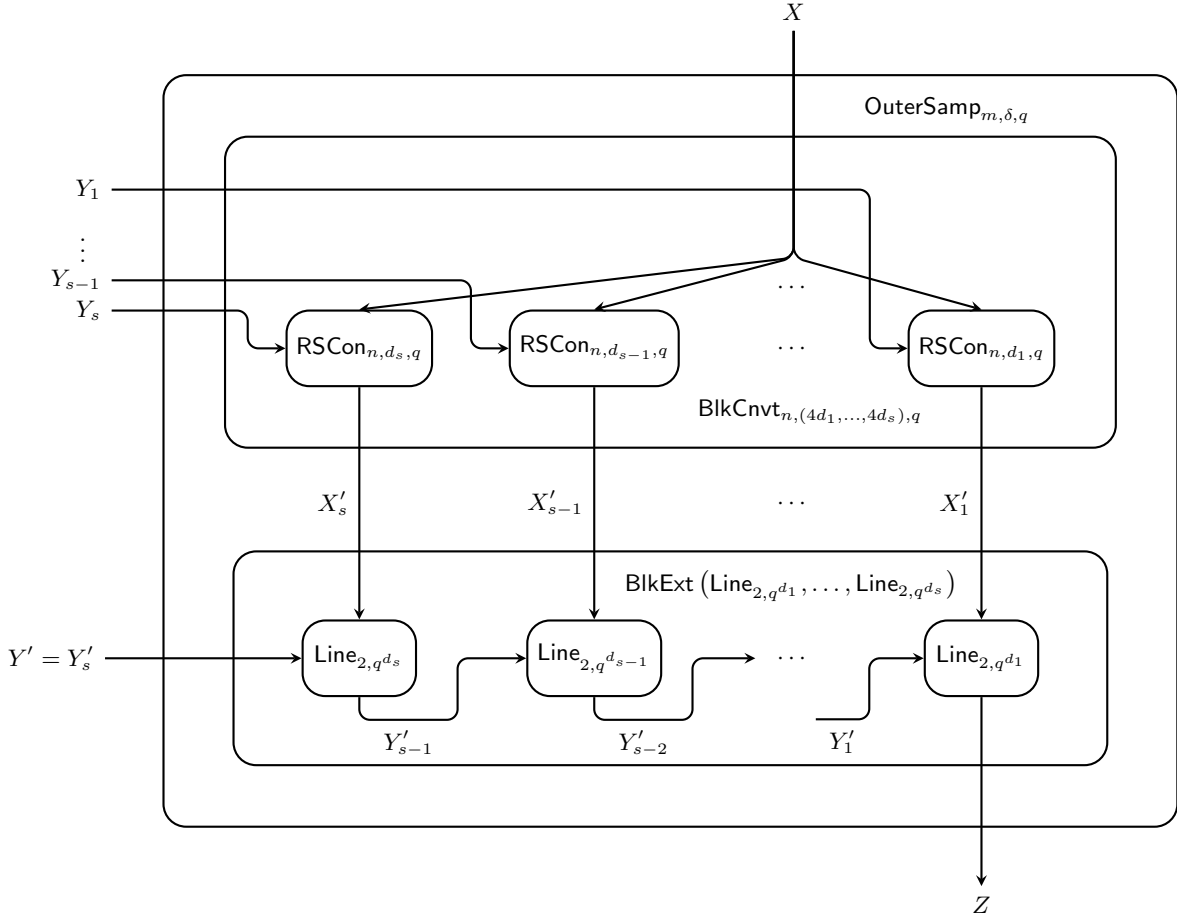 X
OuterSamp_{m,δ,q}
Y_1
⋮
Y_{s−1}
Y_s
⋯
RSCon_{n,d_s,q} RSCon_{n,d_{s−1},q} ⋯ RSCon_{n,d_1,q}
BlkCnvt_{n,(4d_1,...,4d_s),q}
X'_s X'_{s−1} ⋯ X'_1
BlkExt (Line_{2,q^{d_1}}, . . . , Line_{2,q^{d_s}})
Y' = Y'_s Line_{2,q^{d_s}} Line_{2,q^{d_{s−1}}} ⋯ Line_{2,q^{d_1}}
Y'_{s−1} Y'_{s−2} Y'_1
Z